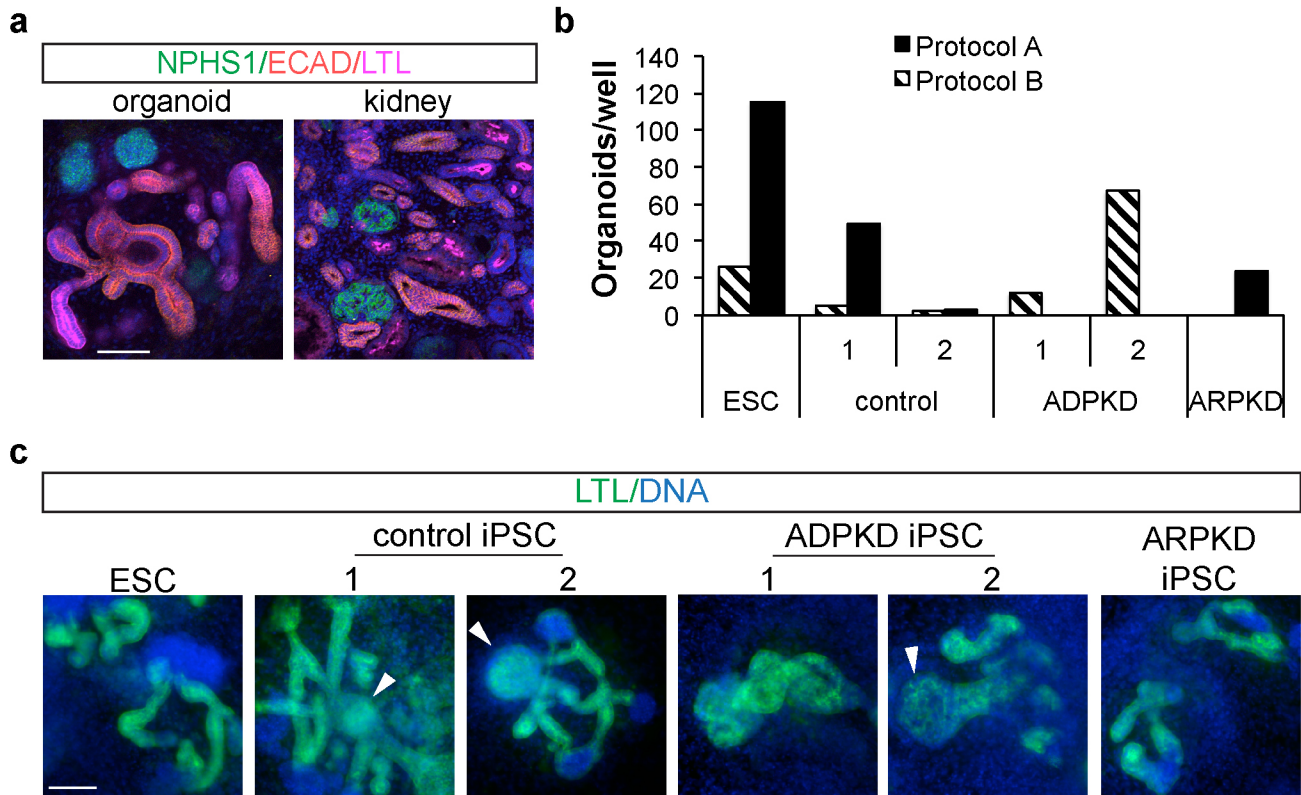 a
NPHS1/ECAD/LTL
organoid kidney
b
Organoids/well
140
120
100
80
60
40
20
0
Protocol A
Protocol B
1 2 1 2
ESC control ADPKD ARPKD
c
LTL/DNA
control iPSC ADPKD iPSC ARPKD
ESC 1 2 1 2 iPSC